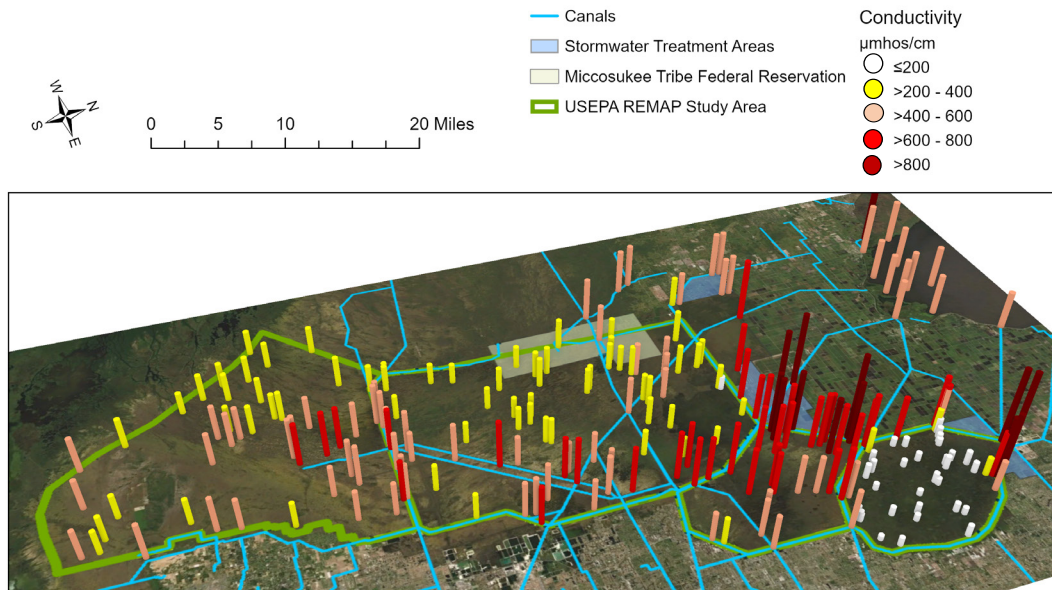 Canals
Stormwater Treatment Areas
Miccosukee Tribe Federal Reservation
USEPA REMAP Study Area
Conductivity
µmhos/cm
≤200
>200 - 400
>400 - 600
>600 - 800
>800
W
N
S
E
0 5 10 20 Miles